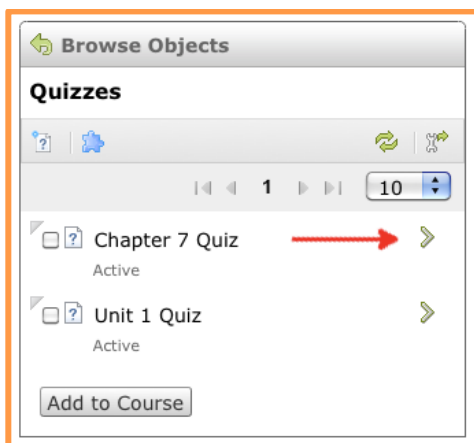 Browse Objects
Quizzes
1 10
Chapter 7 Quiz
Active
Unit 1 Quiz
Active
Add to Course